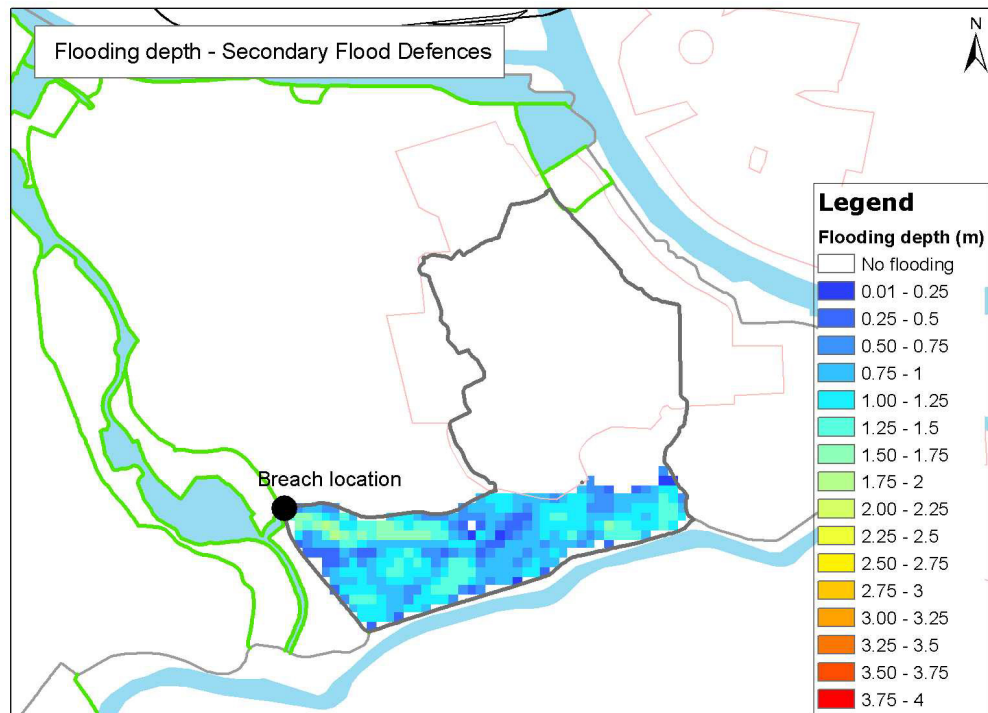 Flooding depth - Secondary Flood Defences
N
Breach location
Legend
Flooding depth (m)
No flooding
0.01 - 0.25
0.25 - 0.5
0.50 - 0.75
0.75 - 1
1.00 - 1.25
1.25 - 1.5
1.50 - 1.75
1.75 - 2
2.00 - 2.25
2.25 - 2.5
2.50 - 2.75
2.75 - 3
3.00 - 3.25
3.25 - 3.5
3.50 - 3.75
3.75 - 4